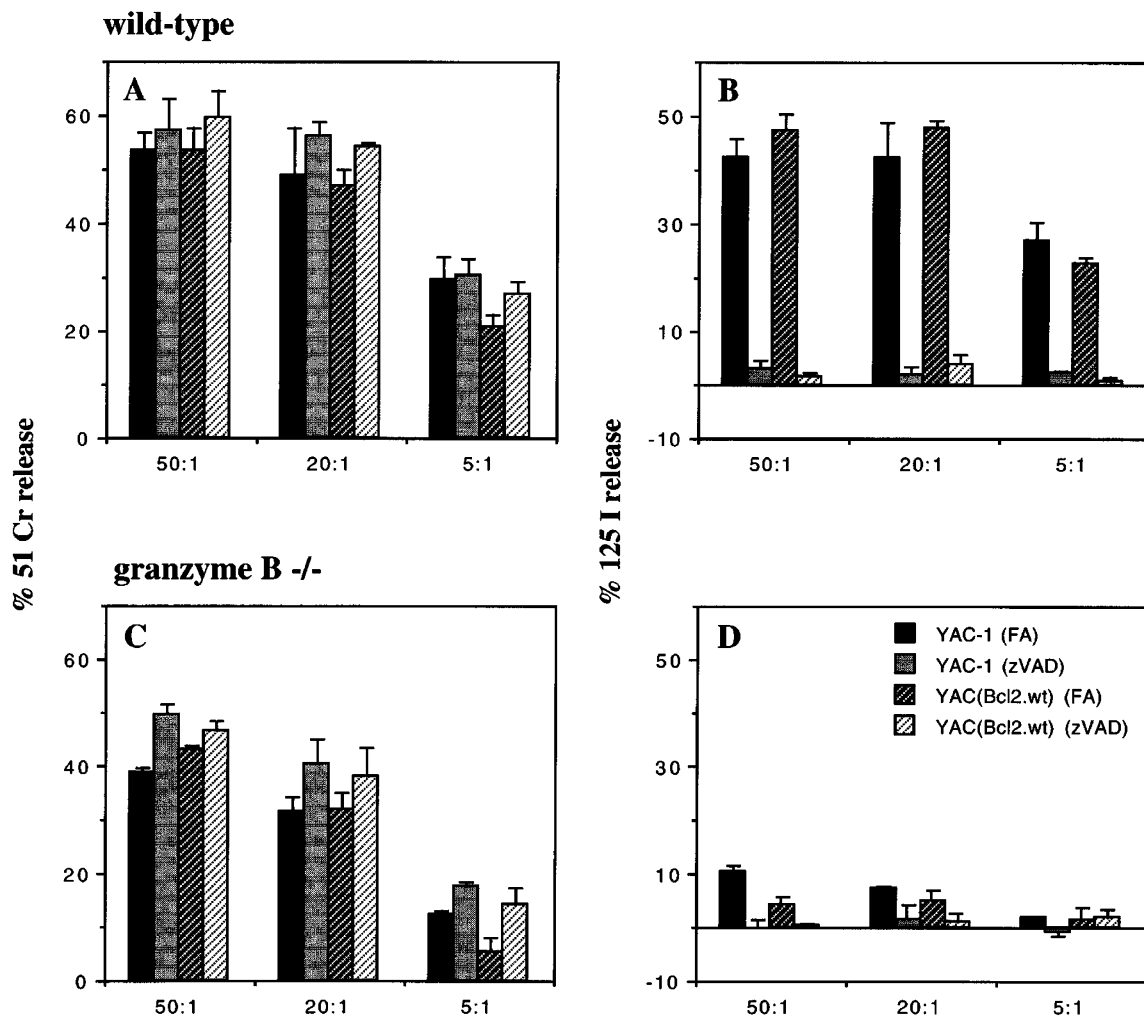 wild-type
A
60
40
20
0
50:1
20:1
5:1
% 51 Cr release
B
50
30
10
-10
50:1
20:1
5:1
% 125 I release
granzyme B -/-
C
60
40
20
0
50:1
20:1
5:1
D
50
30
10
-10
50:1
20:1
5:1
YAC-1 (FA)
YAC-1 (zVAD)
YAC(Bcl2.wt) (FA)
YAC(Bcl2.wt) (zVAD)